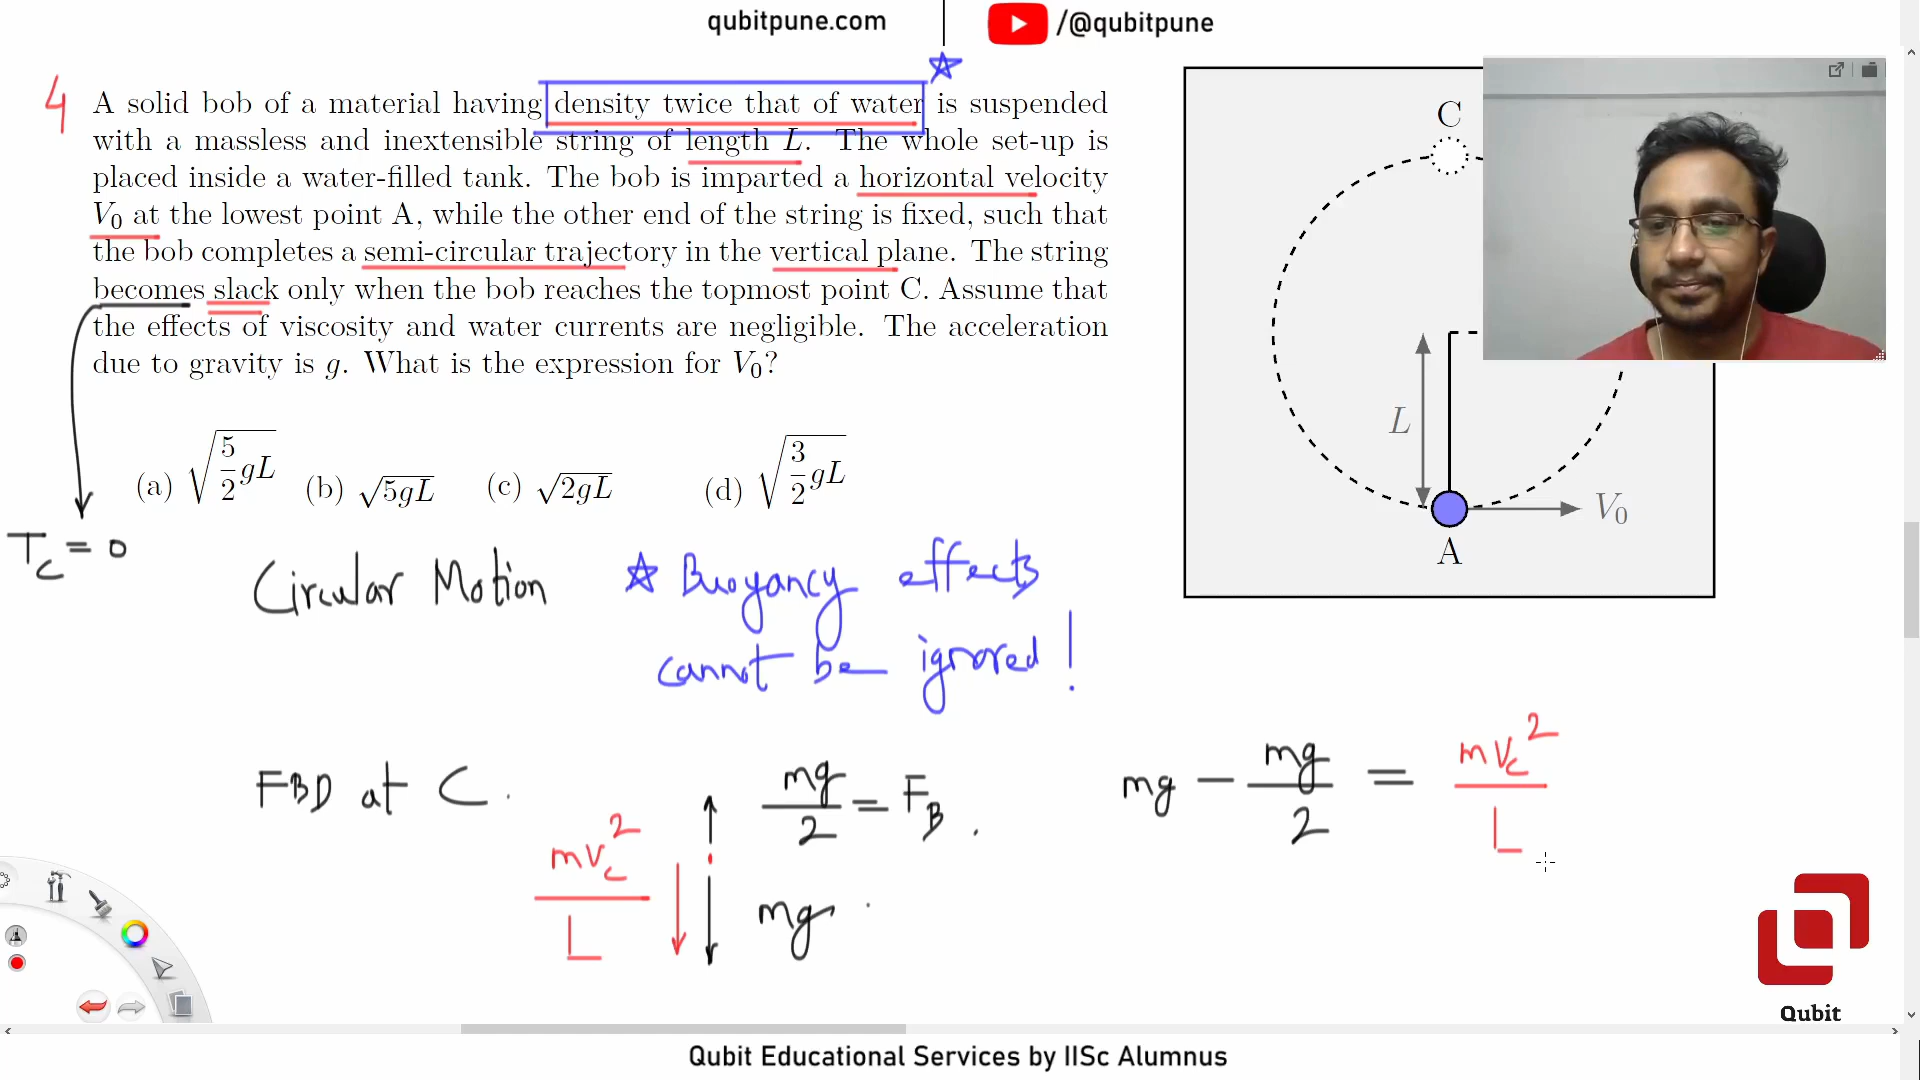 qubitpune.com | /@qubitpune
4 A solid bob of a material having density twice that of water is suspended
with a massless and inextensible string of length L. The whole set-up is
placed inside a water-filled tank. The bob is imparted a horizontal velocity
V₀ at the lowest point A, while the other end of the string is fixed, such that
the bob completes a semi-circular trajectory in the vertical plane. The string
becomes slack only when the bob reaches the topmost point C. Assume that
the effects of viscosity and water currents are negligible. The acceleration
due to gravity is g. What is the expression for V₀?
(a) √(5/2 gL) (b) √5gL (c) √2gL (d) √(3/2 gL)
C
L
V₀
A
T_C = 0
Circular Motion
☆ Buoyancy effects
cannot be ignored!
FBD at C.
mv_c²/L
mg/2 = F_B.
mg
mg − mg/2 = mv_c²/L
Qubit
Qubit Educational Services by IISc Alumnus